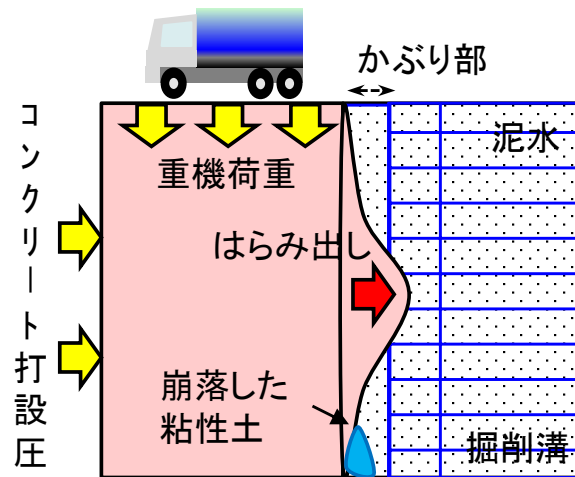 かぶり部
泥水
重機荷重
コンクリート打設圧
はらみ出し
崩落した
粘性土
掘削溝